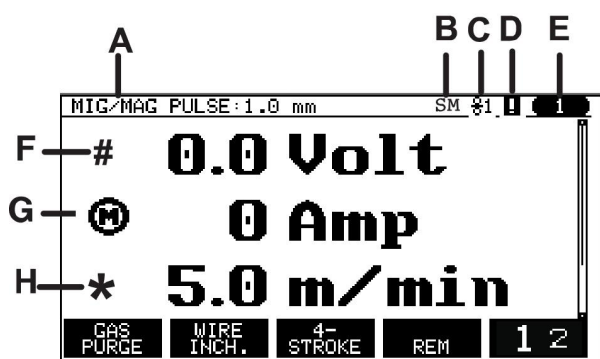 A B C D E
MIG/MAG PULSE:1.0 mm SM 1 ! 1
F # 0.0 Volt
G M 0 Amp
H * 5.0 m/min
GAS PURGE WIRE INCH. 4-STROKE REM 1 2